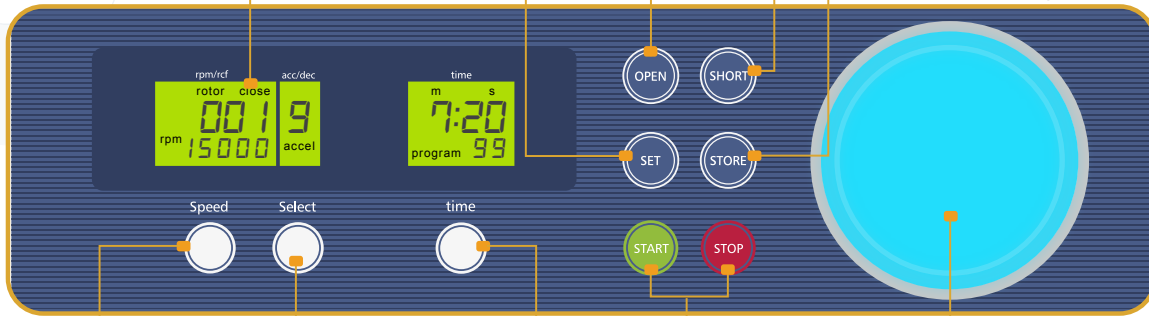 rpm/rcf acc/dec time
rotor close
001 9
rpm 15000 accel
m s
7:20
program 99
OPEN SHORT
SET STORE
Speed Select time
START STOP